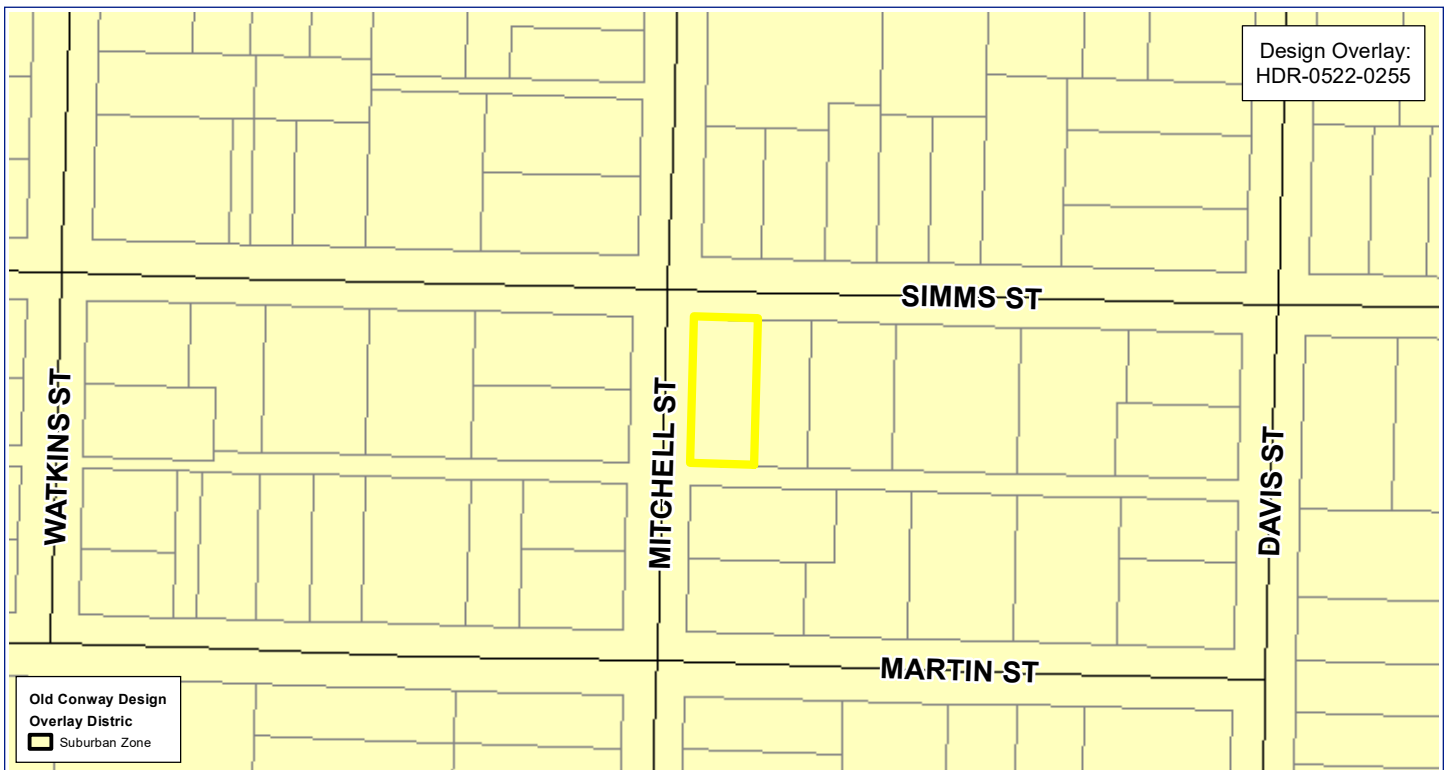 Design Overlay:
HDR-0522-0255
SIMMS ST
WATKINS ST
MITCHELL ST
DAVIS ST
MARTIN ST
Old Conway Design
Overlay Distric
Suburban Zone